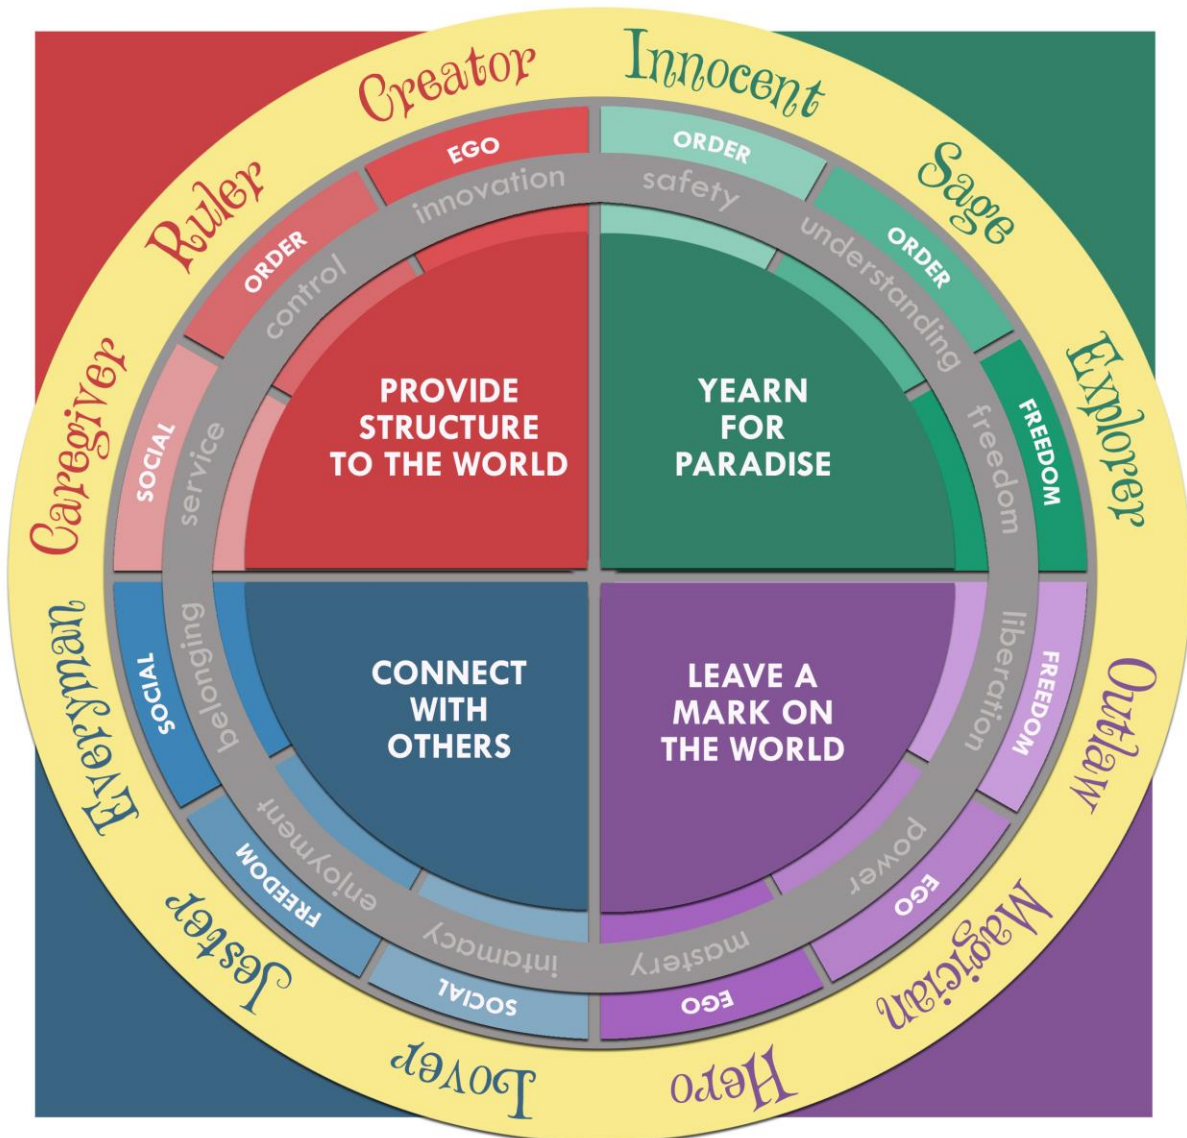 Creator
Innocent
Sage
Explorer
Outlaw
Magician
Hero
Lover
Jester
Everyman
Caregiver
Ruler
EGO
ORDER
ORDER
FREEDOM
FREEDOM
EGO
EGO
SOCIAL
FREEDOM
SOCIAL
SOCIAL
ORDER
innovation
safety
understanding
freedom
liberation
power
mastery
intamacy
enjoyment
belonging
service
control
PROVIDE
STRUCTURE
TO THE WORLD
YEARN
FOR
PARADISE
CONNECT
WITH
OTHERS
LEAVE A
MARK ON
THE WORLD